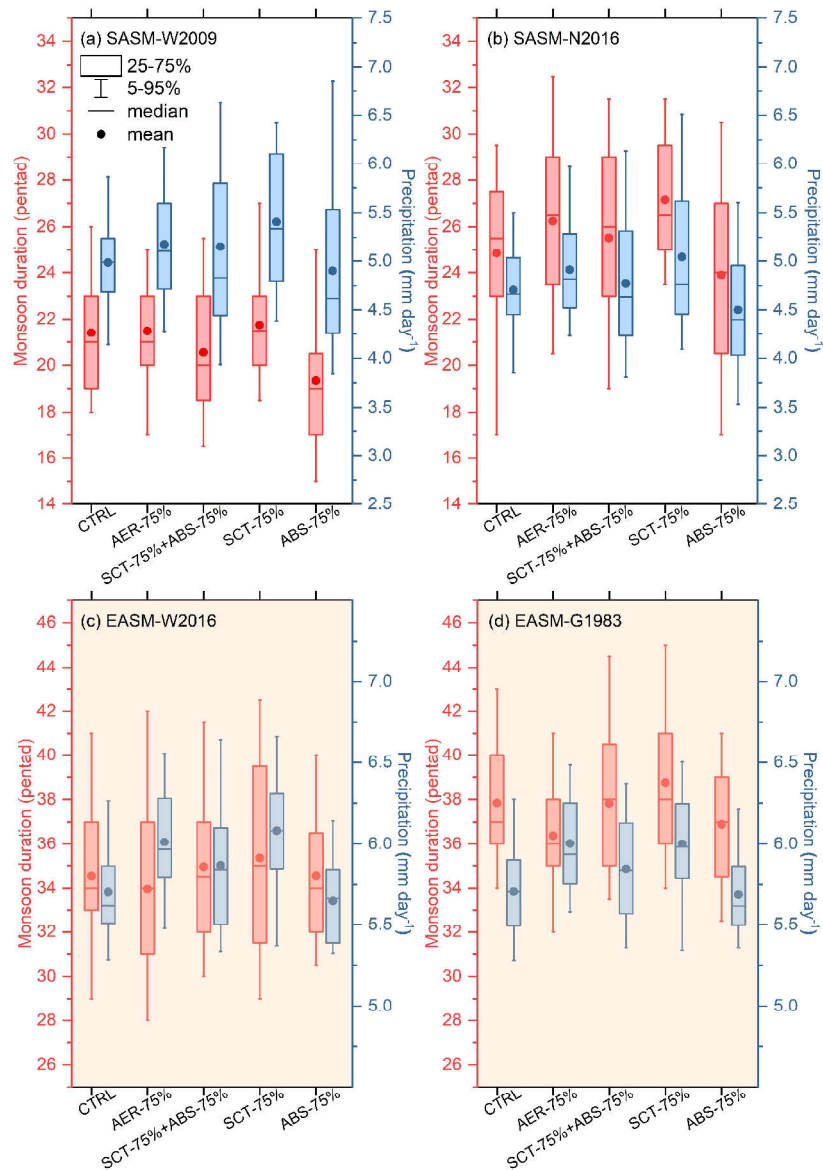 (a) SASM-W2009
25-75%
5-95%
median
mean
Monsoon duration (pentad)
34
32
30
28
26
24
22
20
18
16
14
Precipitation (mm day-1)
7.5
7.0
6.5
6.0
5.5
5.0
4.5
4.0
3.5
3.0
2.5
CTRL
AER-75%
SCT-75%+ABS-75%
SCT-75%
ABS-75%
(b) SASM-N2016
Monsoon duration (pentad)
34
32
30
28
26
24
22
20
18
16
14
Precipitation (mm day-1)
7.5
7.0
6.5
6.0
5.5
5.0
4.5
4.0
3.5
3.0
2.5
CTRL
AER-75%
SCT-75%+ABS-75%
SCT-75%
ABS-75%
(c) EASM-W2016
Monsoon duration (pentad)
46
44
42
40
38
36
34
32
30
28
26
Precipitation (mm day-1)
7.0
6.5
6.0
5.5
5.0
CTRL
AER-75%
SCT-75%+ABS-75%
SCT-75%
ABS-75%
(d) EASM-G1983
Monsoon duration (pentad)
46
44
42
40
38
36
34
32
30
28
26
Precipitation (mm day-1)
7.0
6.5
6.0
5.5
5.0
CTRL
AER-75%
SCT-75%+ABS-75%
SCT-75%
ABS-75%